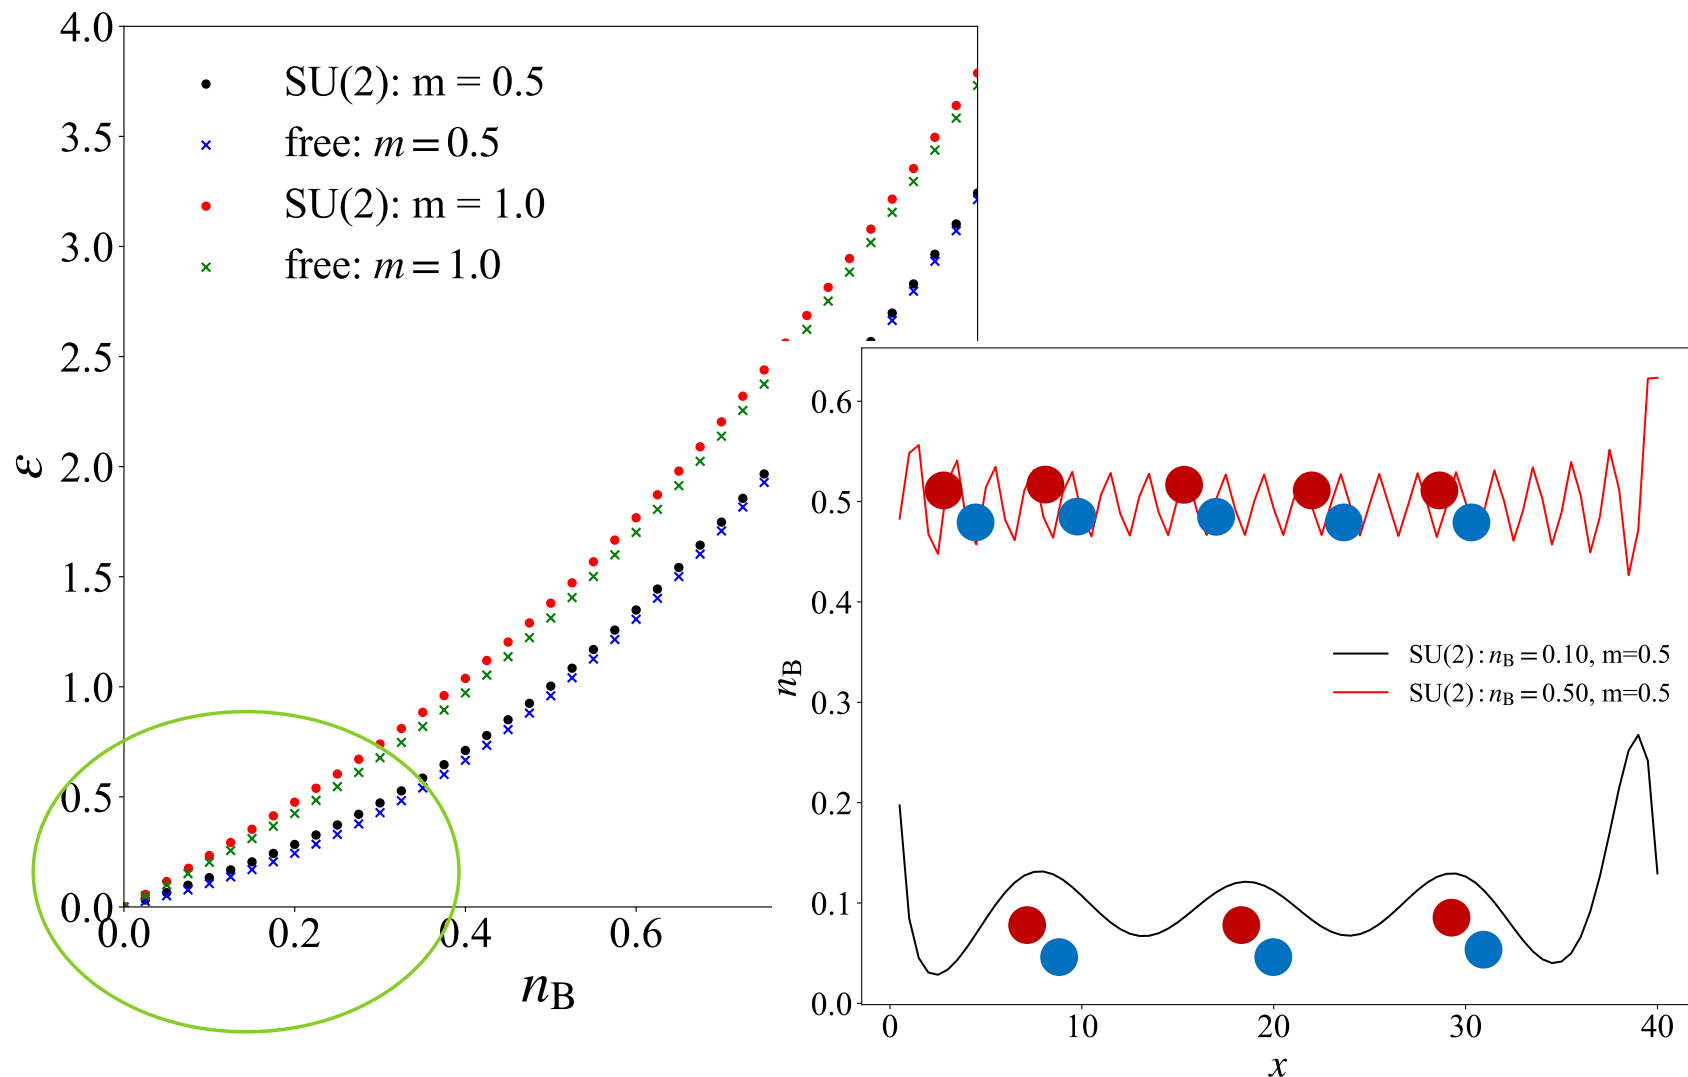 4.0
SU(2): m = 0.5
3.5
free: m = 0.5
SU(2): m = 1.0
3.0
free: m = 1.0
2.5
ε
2.0
1.5
1.0
0.5
0.0
0.0 0.2 0.4 0.6
n_B
0.6
0.5
0.4
n_B
SU(2): n_B = 0.10, m=0.5
SU(2): n_B = 0.50, m=0.5
0.3
0.2
0.1
0.0
0 10 20 30 40
x